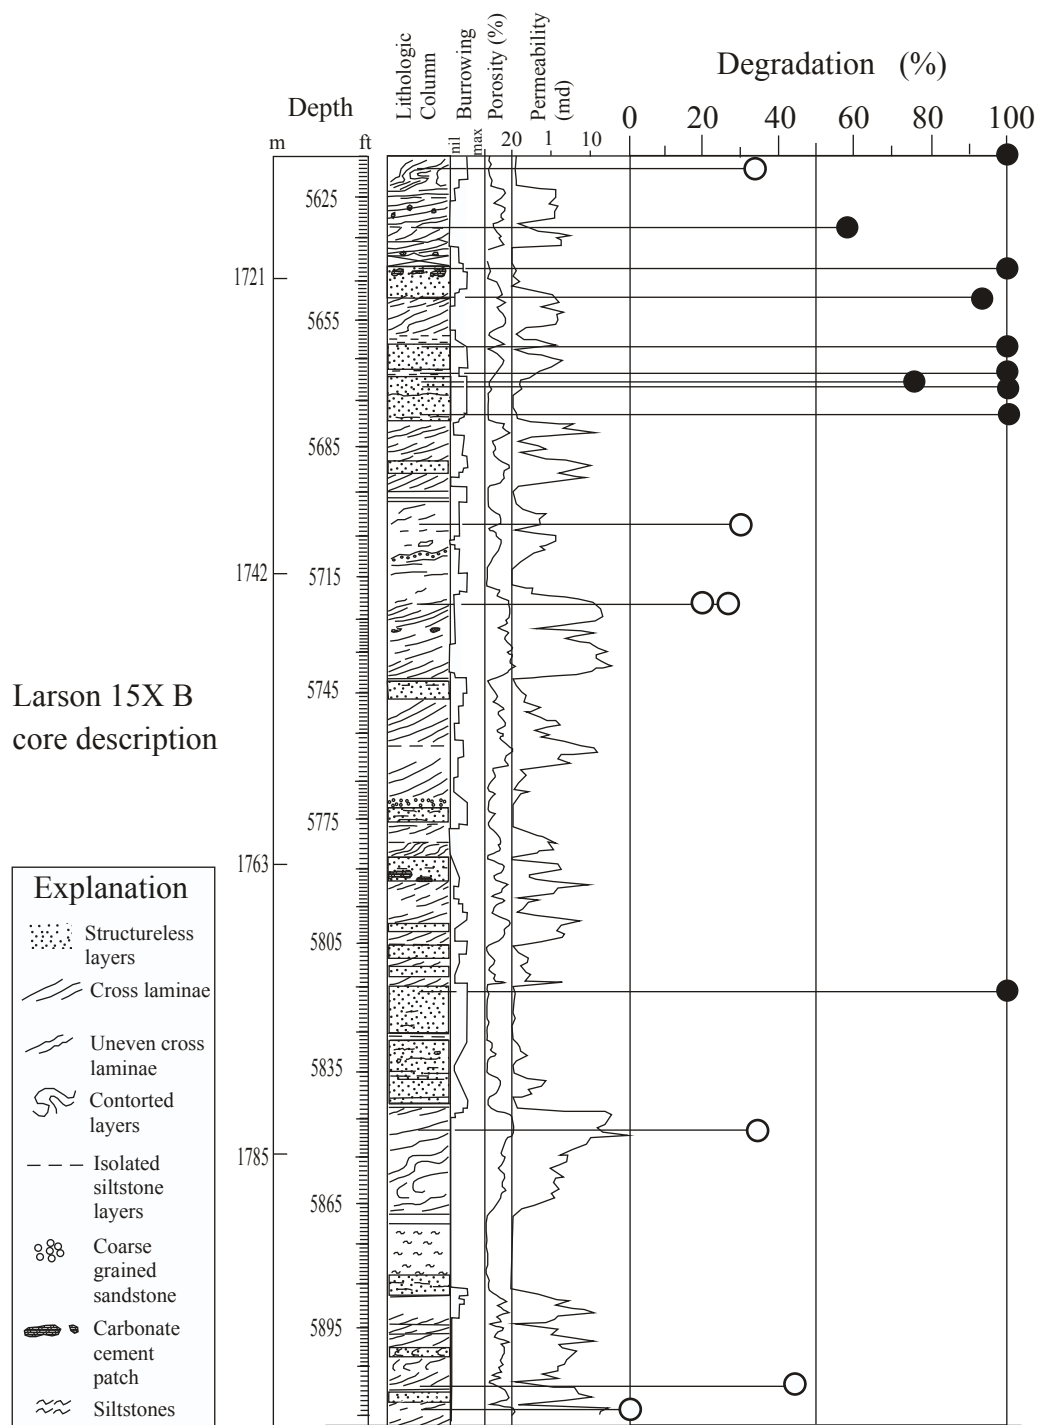 Degradation (%)
Depth
Lithologic
Column
Burrowing
Porosity (%)
Permeability
(md)
m
ft
nil
max
20
1
10
0
20
40
60
80
100
5625
1721
5655
5685
1742
5715
5745
5775
1763
5805
5835
1785
5865
5895
Larson 15X B
core description
Explanation
Structureless
layers
Cross laminae
Uneven cross
laminae
Contorted
layers
Isolated
siltstone
layers
Coarse
grained
sandstone
Carbonate
cement
patch
Siltstones